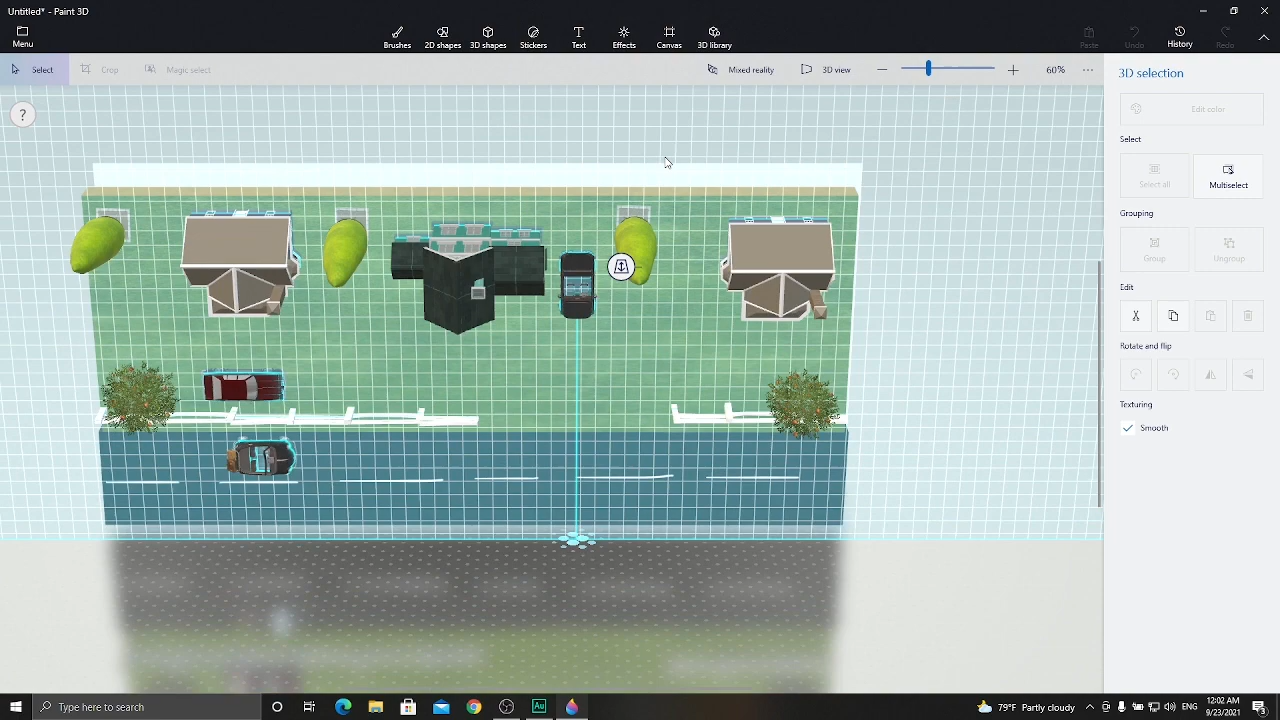 Untitled* - Paint 3D
Menu
Brushes
2D shapes
3D shapes
Stickers
Text
Effects
Canvas
3D library
Paste
Undo
History
Redo
Select
Crop
Magic select
Mixed reality
3D view
60%
3D selection
?
Edit color
Select
Select all
Multiselect
Grouping
Group
Ungroup
Edit
Rotate and flip
Texturing
Smooth
Type here to search
Au
79°F Partly cloudy
ENG
12:02 AM
9/23/2021